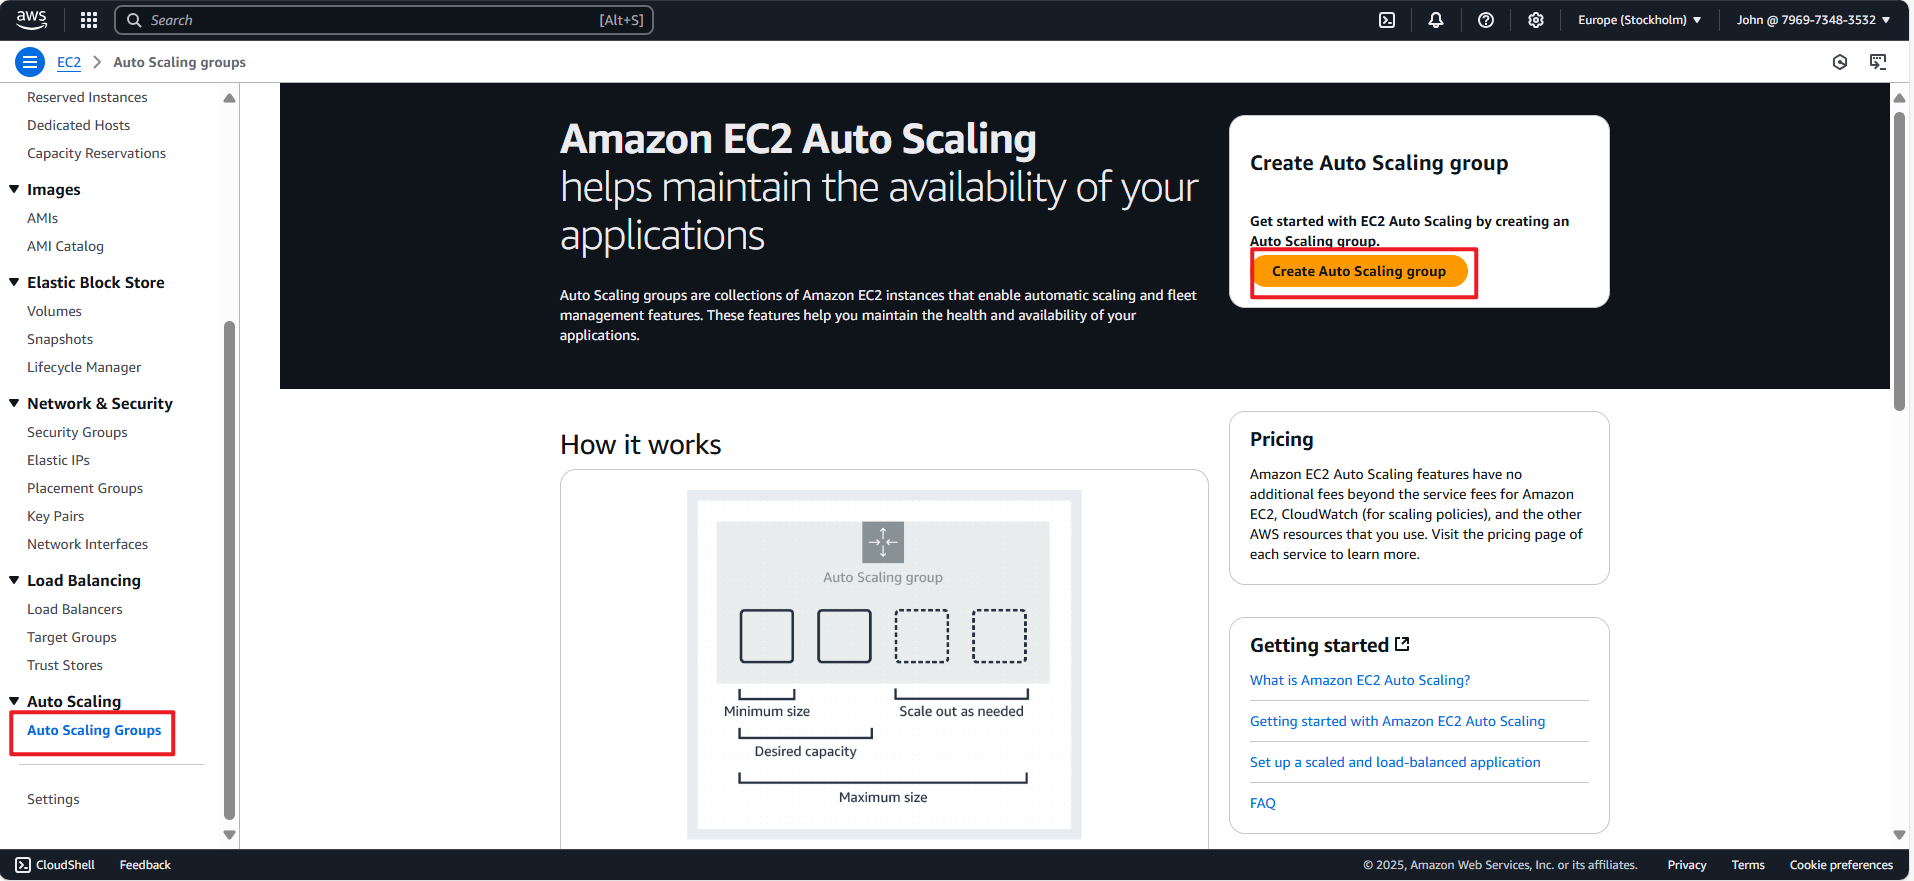 aws
Search
[Alt+S]
Europe (Stockholm)
John @ 7969-7348-3532
EC2
Auto Scaling groups
Reserved Instances
Dedicated Hosts
Capacity Reservations
Images
AMIs
AMI Catalog
Elastic Block Store
Volumes
Snapshots
Lifecycle Manager
Network & Security
Security Groups
Elastic IPs
Placement Groups
Key Pairs
Network Interfaces
Load Balancing
Load Balancers
Target Groups
Trust Stores
Auto Scaling
Auto Scaling Groups
Settings
Amazon EC2 Auto Scaling
helps maintain the availability of your
applications
Auto Scaling groups are collections of Amazon EC2 instances that enable automatic scaling and fleet
management features. These features help you maintain the health and availability of your
applications.
Create Auto Scaling group
Get started with EC2 Auto Scaling by creating an
Auto Scaling group.
Create Auto Scaling group
How it works
Auto Scaling group
Minimum size
Scale out as needed
Desired capacity
Maximum size
Pricing
Amazon EC2 Auto Scaling features have no
additional fees beyond the service fees for Amazon
EC2, CloudWatch (for scaling policies), and the other
AWS resources that you use. Visit the pricing page of
each service to learn more.
Getting started
What is Amazon EC2 Auto Scaling?
Getting started with Amazon EC2 Auto Scaling
Set up a scaled and load-balanced application
FAQ
CloudShell
Feedback
© 2025, Amazon Web Services, Inc. or its affiliates.
Privacy
Terms
Cookie preferences